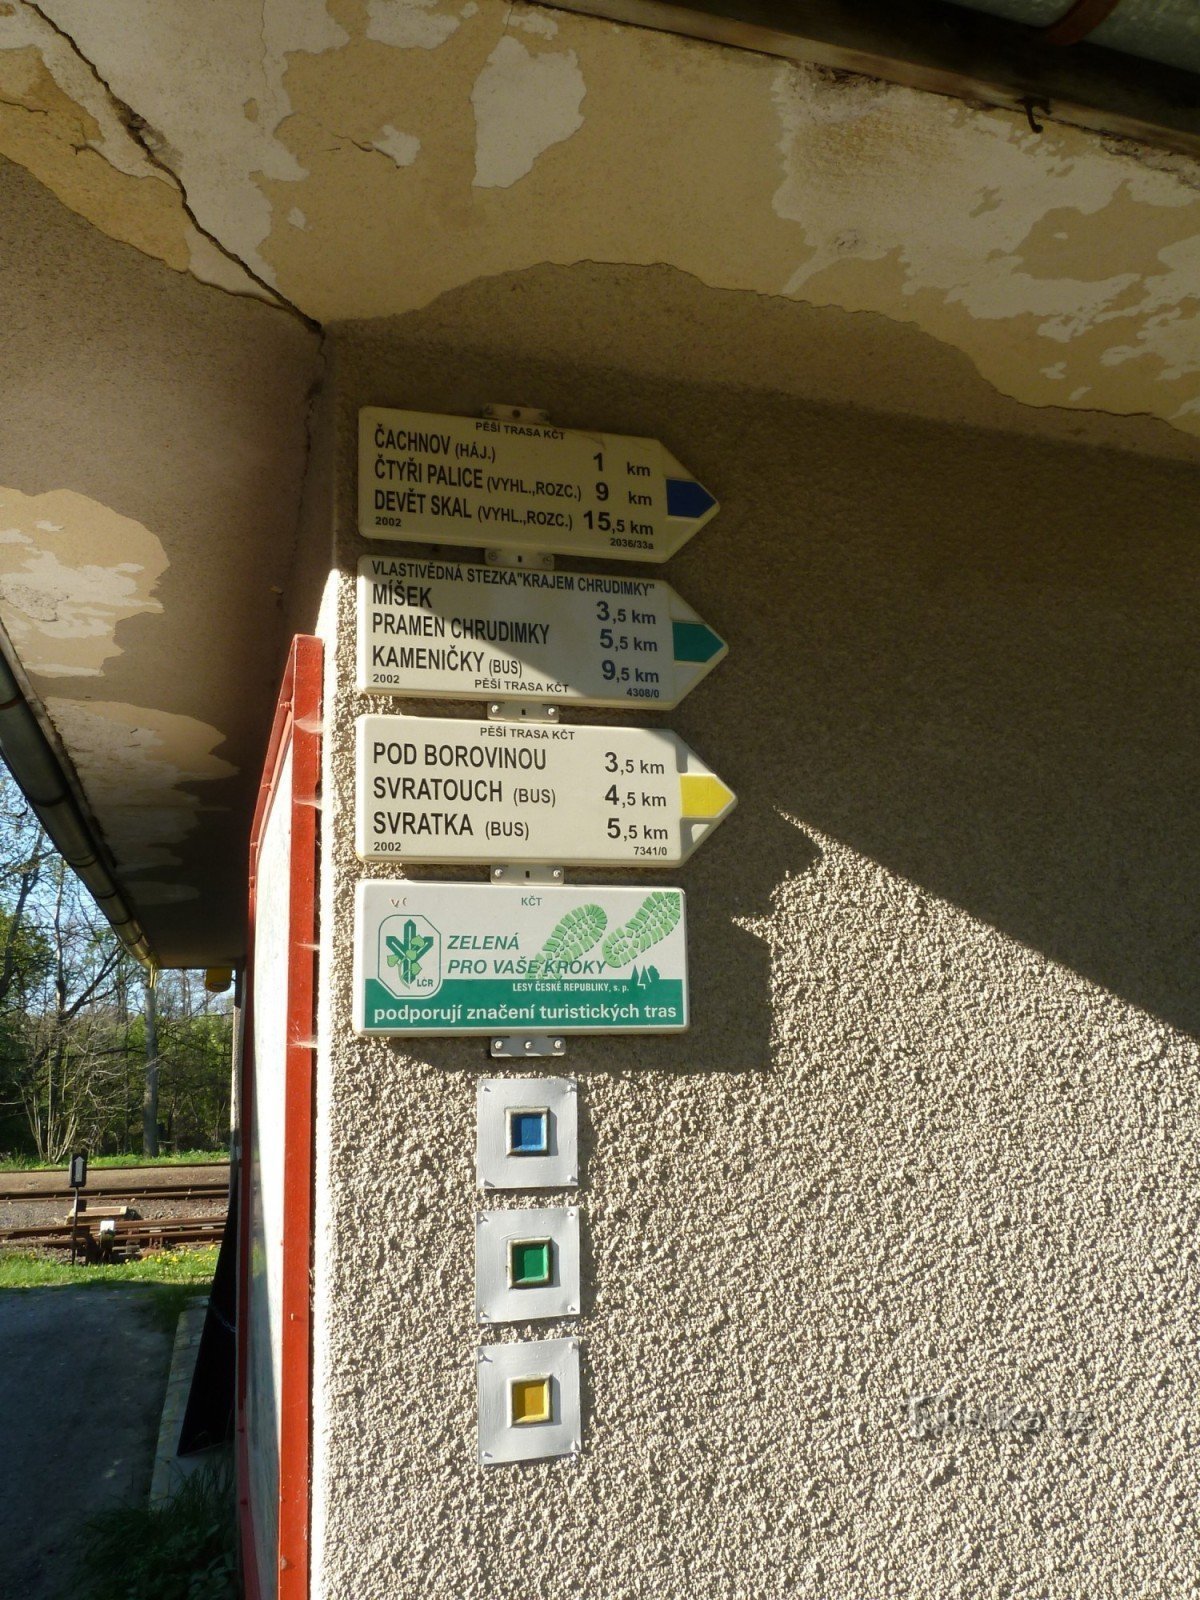 PĚŠÍ TRASA KČT
ČACHNOV (HÁJ.) 1 km
ČTYŘI PALICE (VYHL.,ROZC.) 9 km
DEVĚT SKAL (VYHL.,ROZC.) 15,5 km
2002 2036/33a
VLASTIVĚDNÁ STEZKA"KRAJEM CHRUDIMKY"
MÍŠEK 3,5 km
PRAMEN CHRUDIMKY 5,5 km
KAMENIČKY (BUS) 9,5 km
2002 PĚŠÍ TRASA KČT 4308/0
PĚŠÍ TRASA KČT
POD BOROVINOU 3,5 km
SVRATOUCH (BUS) 4,5 km
SVRATKA (BUS) 5,5 km
2002 7341/0
KČT
ZELENÁ
PRO VAŠE KROKY
LČR
LESY ČESKÉ REPUBLIKY, s. p.
podporují značení turistických tras